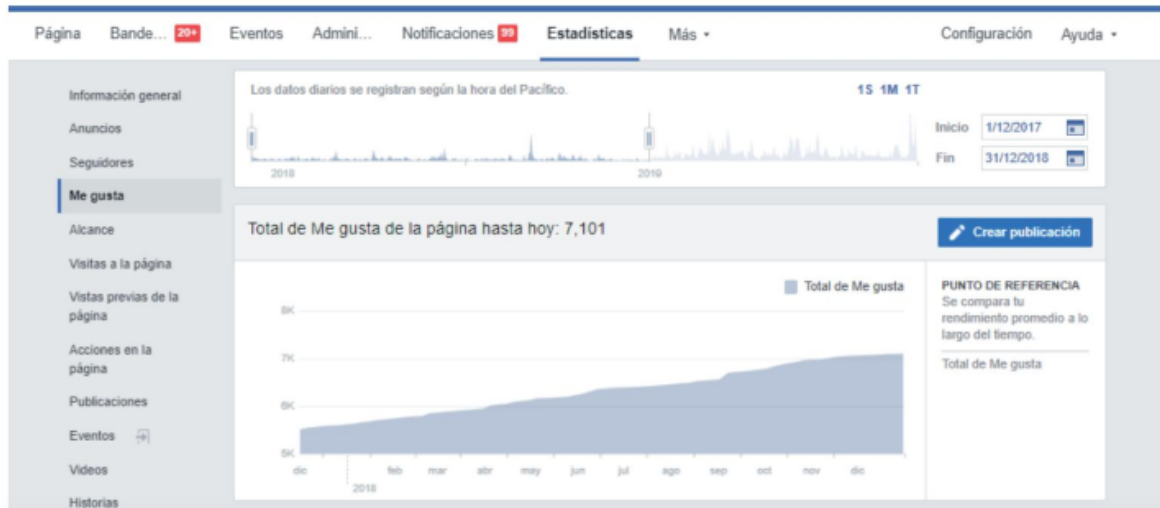 Página Bande... 20+ Eventos Admini... Notificaciones 99 Estadísticas Más Configuración Ayuda
Información general
Anuncios
Seguidores
Me gusta
Alcance
Visitas a la página
Vistas previas de la
página
Acciones en la
página
Publicaciones
Eventos
Videos
Historias
Los datos diarios se registran según la hora del Pacífico.
1S 1M 1T
2018 2019
Inicio 1/12/2017
Fin 31/12/2018
Total de Me gusta de la página hasta hoy: 7,101
Crear publicación
Total de Me gusta
8K
7K
6K
5K
dic feb mar abr may jun jul ago sep oct nov dic
2018
PUNTO DE REFERENCIA
Se compara tu
rendimiento promedio a lo
largo del tiempo.
Total de Me gusta